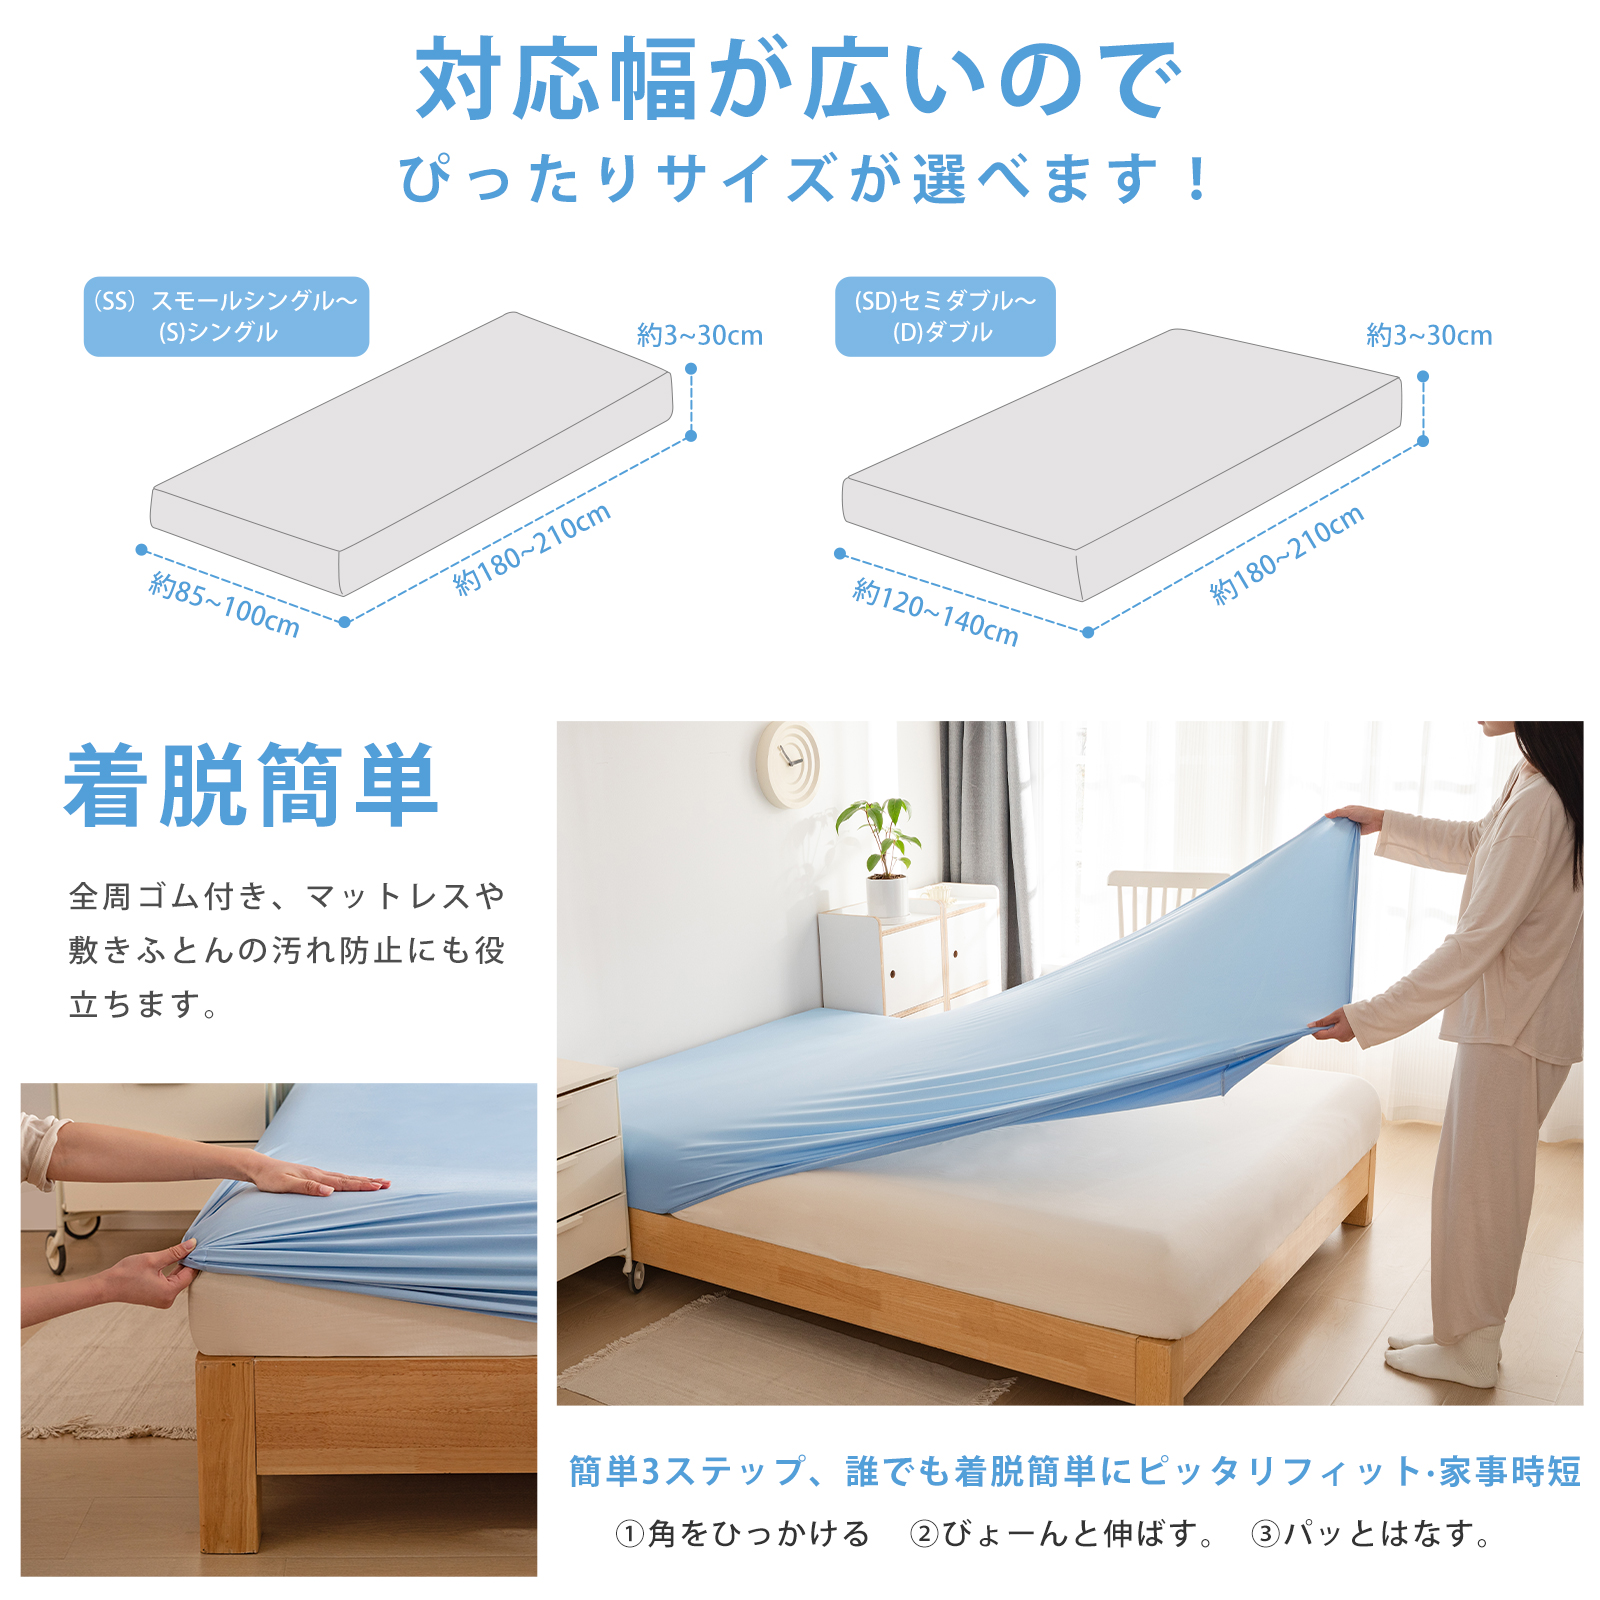 対応幅が広いので
ぴったりサイズが選べます！
（SS）スモールシングル～
(S)シングル
約3~30cm
約85~100cm
約180~210cm
(SD)セミダブル～
(D)ダブル
約3~30cm
約120~140cm
約180~210cm
着脱簡単
全周ゴム付き、マットレスや
敷きふとんの汚れ防止にも役
立ちます。
簡単3ステップ、誰でも着脱簡単にピッタリフィット·家事時短
①角をひっかける ②びょーんと伸ばす。 ③パッとはなす。